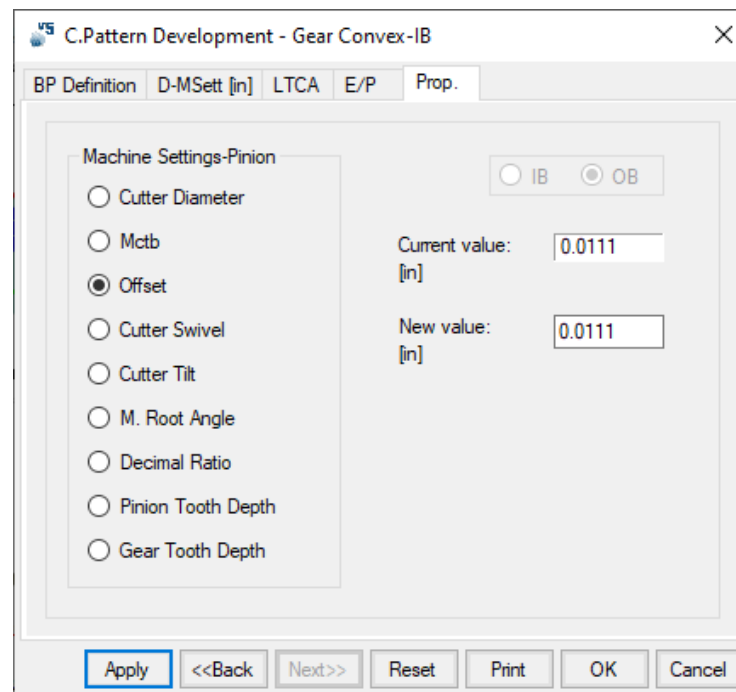 C.Pattern Development - Gear Convex-IB
BP Definition D-MSett [in] LTCA E/P Prop.
Machine Settings-Pinion
Cutter Diameter
Mctb
Offset
Cutter Swivel
Cutter Tilt
M. Root Angle
Decimal Ratio
Pinion Tooth Depth
Gear Tooth Depth
IB OB
Current value: 0.0111
[in]
New value: 0.0111
[in]
Apply <<Back Next>> Reset Print OK Cancel